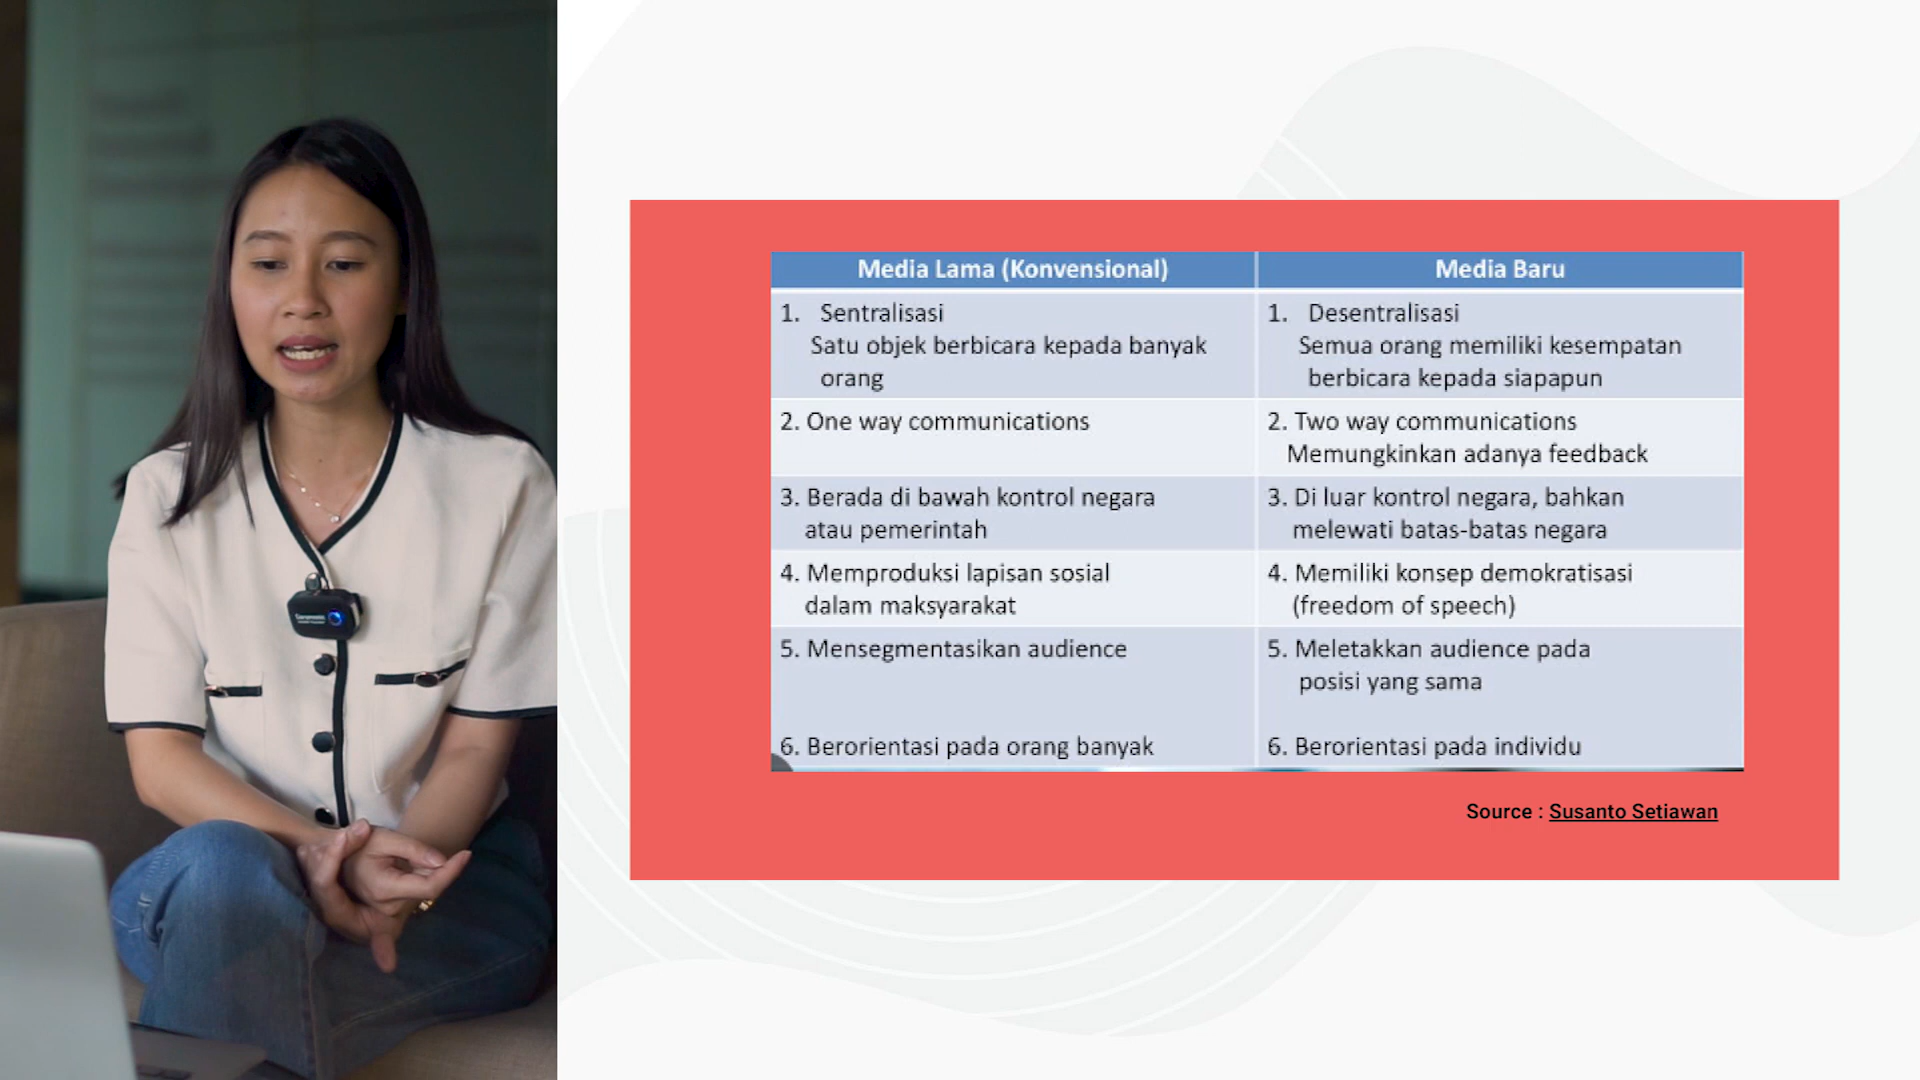 Media Lama (Konvensional)
Media Baru
1. Sentralisasi
Satu objek berbicara kepada banyak
orang
1. Desentralisasi
Semua orang memiliki kesempatan
berbicara kepada siapapun
2. One way communications
2. Two way communications
Memungkinkan adanya feedback
3. Berada di bawah kontrol negara
atau pemerintah
3. Di luar kontrol negara, bahkan
melewati batas-batas negara
4. Memproduksi lapisan sosial
dalam maksyarakat
4. Memiliki konsep demokratisasi
(freedom of speech)
5. Mensegmentasikan audience
5. Meletakkan audience pada
posisi yang sama
6. Berorientasi pada orang banyak
6. Berorientasi pada individu
Source : Susanto Setiawan